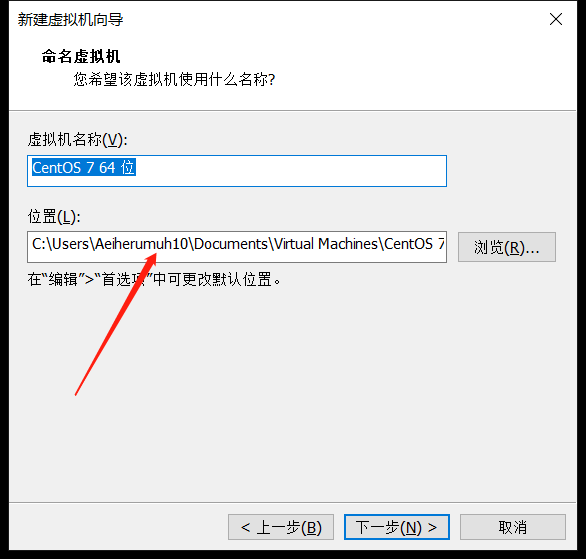 新建虚拟机向导
命名虚拟机
您希望该虚拟机使用什么名称?
虚拟机名称(V):
CentOS 7 64 位
位置(L):
C:\Users\Aeiherumuh10\Documents\Virtual Machines\CentOS 7
浏览(R)...
在“编辑”>“首选项”中可更改默认位置。
< 上一步(B)
下一步(N) >
取消